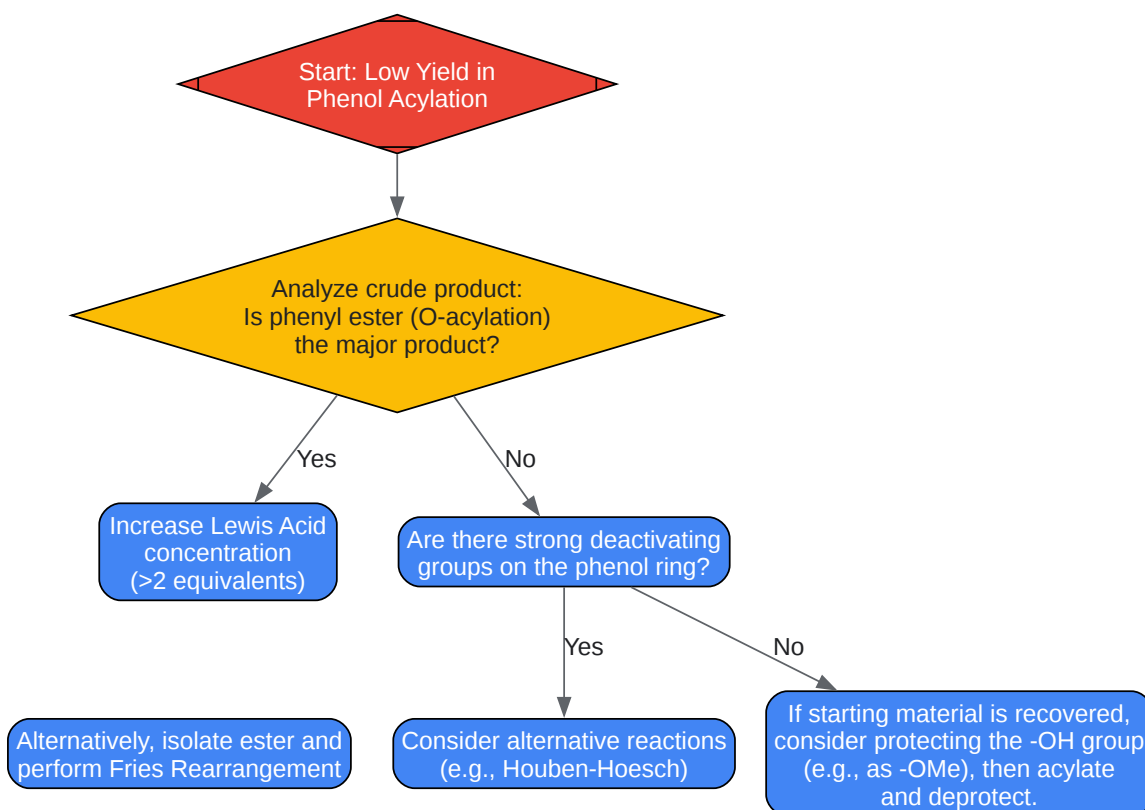 Start: Low Yield in
Phenol Acylation
Analyze crude product:
Is phenyl ester (O-acylation)
the major product?
Yes
No
Increase Lewis Acid
concentration
(>2 equivalents)
Are there strong deactivating
groups on the phenol ring?
Yes
No
Alternatively, isolate ester and
perform Fries Rearrangement
Consider alternative reactions
(e.g., Houben-Hoesch)
If starting material is recovered,
consider protecting the -OH group
(e.g., as -OMe), then acylate
and deprotect.